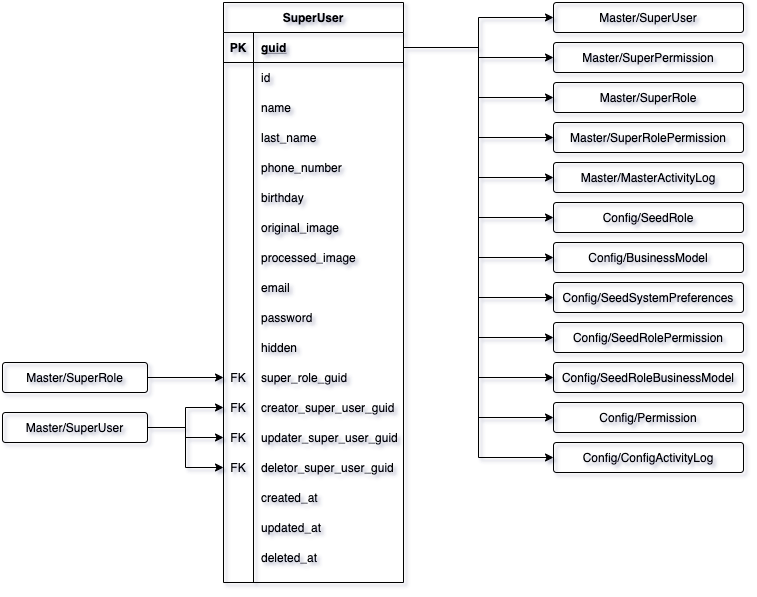 SuperUser
PK guid
id
name
last_name
phone_number
birthday
original_image
processed_image
email
password
hidden
FK super_role_guid
FK creator_super_user_guid
FK updater_super_user_guid
FK deletor_super_user_guid
created_at
updated_at
deleted_at
Master/SuperRole
Master/SuperUser
Master/SuperUser
Master/SuperPermission
Master/SuperRole
Master/SuperRolePermission
Master/MasterActivityLog
Config/SeedRole
Config/BusinessModel
Config/SeedSystemPreferences
Config/SeedRolePermission
Config/SeedRoleBusinessModel
Config/Permission
Config/ConfigActivityLog